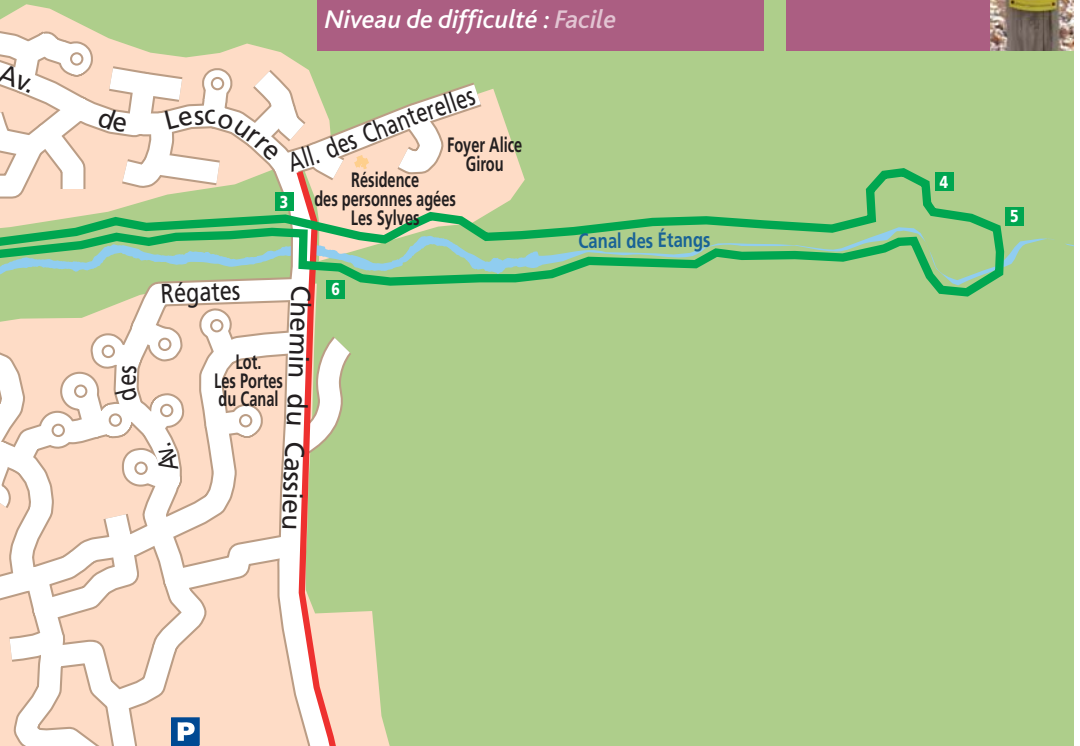 Niveau de difficulté : Facile
Av. de Lescourre
All. des Chanterelles
Foyer Alice
Girou
Résidence
des personnes agées
Les Sylves
3
4
5
Canal des Étangs
6
Av. des Régates
Chemin du Cassieu
Lot.
Les Portes
du Canal
P